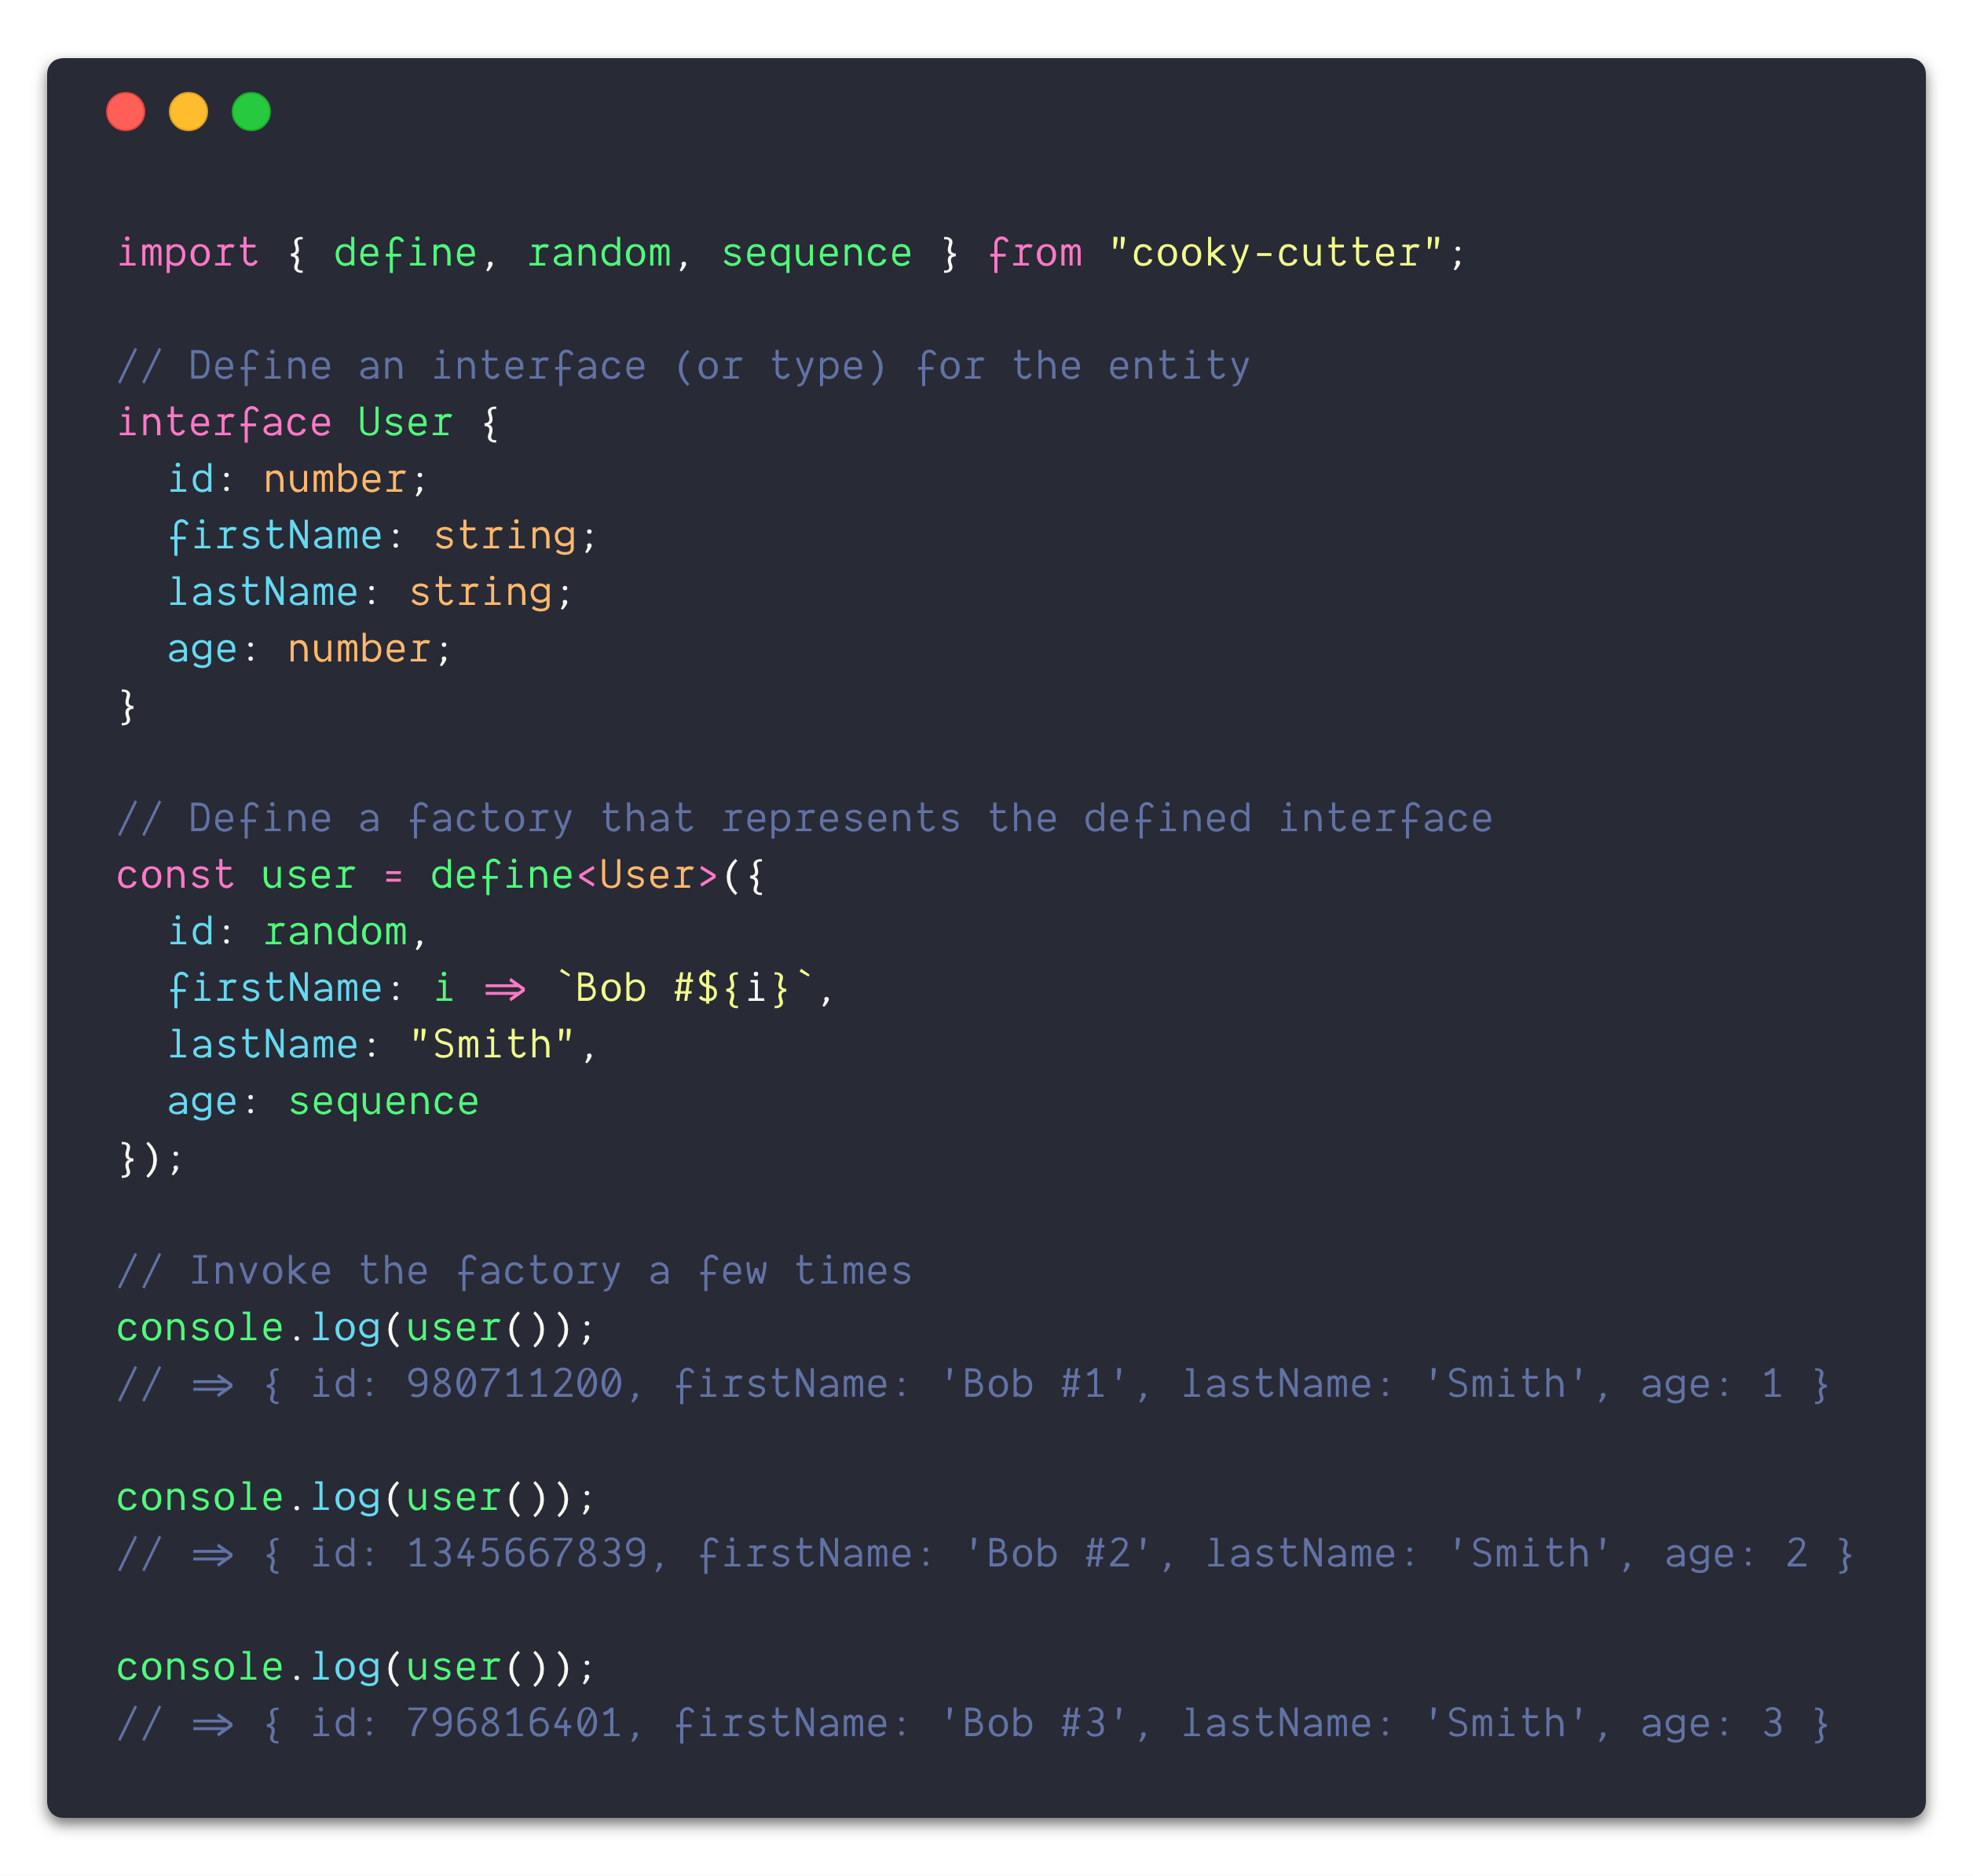 import { define, random, sequence } from "cooky-cutter";
// Define an interface (or type) for the entity
interface User {
id: number;
firstName: string;
lastName: string;
age: number;
}
// Define a factory that represents the defined interface
const user = define<User>({
id: random,
firstName: i => `Bob #${i}`,
lastName: "Smith",
age: sequence
});
// Invoke the factory a few times
console.log(user());
// => { id: 980711200, firstName: 'Bob #1', lastName: 'Smith', age: 1 }
console.log(user());
// => { id: 1345667839, firstName: 'Bob #2', lastName: 'Smith', age: 2 }
console.log(user());
// => { id: 796816401, firstName: 'Bob #3', lastName: 'Smith', age: 3 }